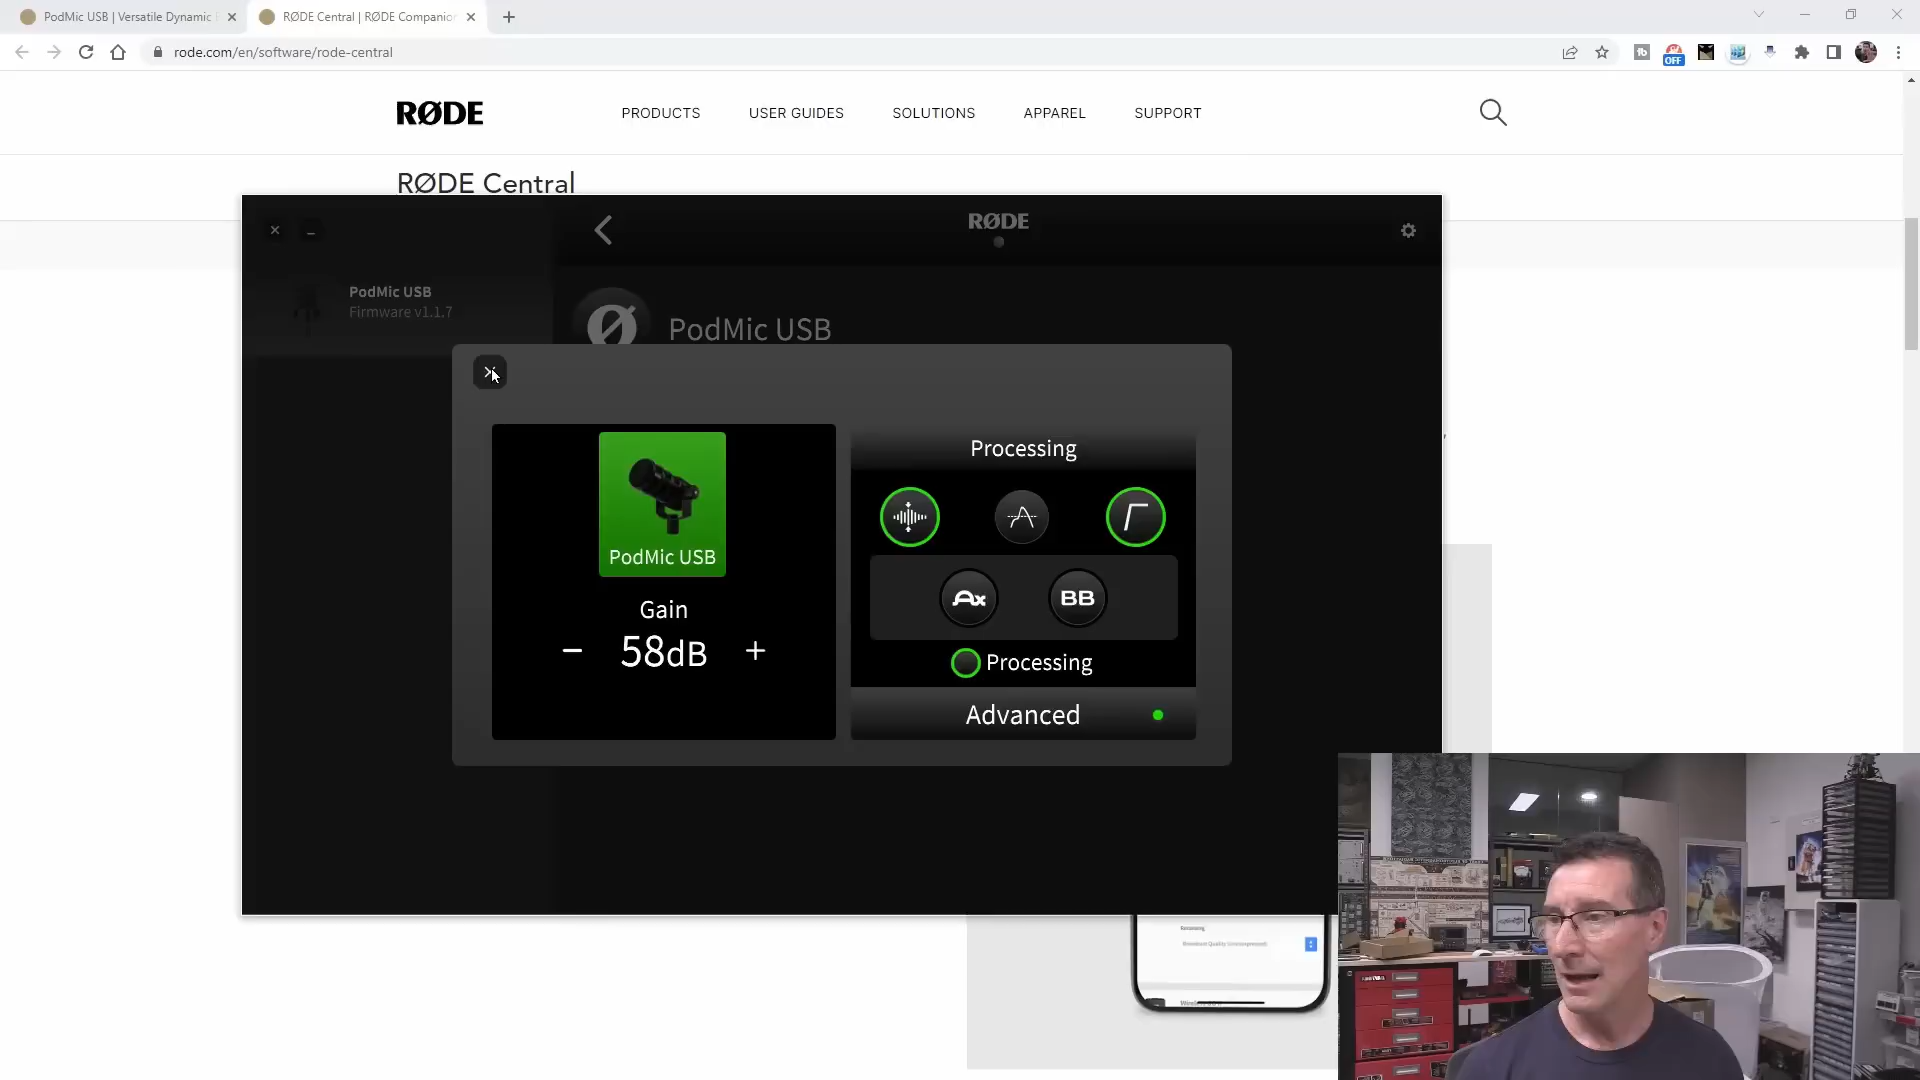 PodMic USB | Versatile Dynamic
RØDE Central | RØDE Companion
rode.com/en/software/rode-central
OFF
RØDE
PRODUCTS
USER GUIDES
SOLUTIONS
APPAREL
SUPPORT
RØDE Central
RØDE
PodMic USB
Firmware v1.1.7
PodMic USB
PodMic USB
Gain
- 58dB +
Processing
Ax
BB
Processing
Advanced